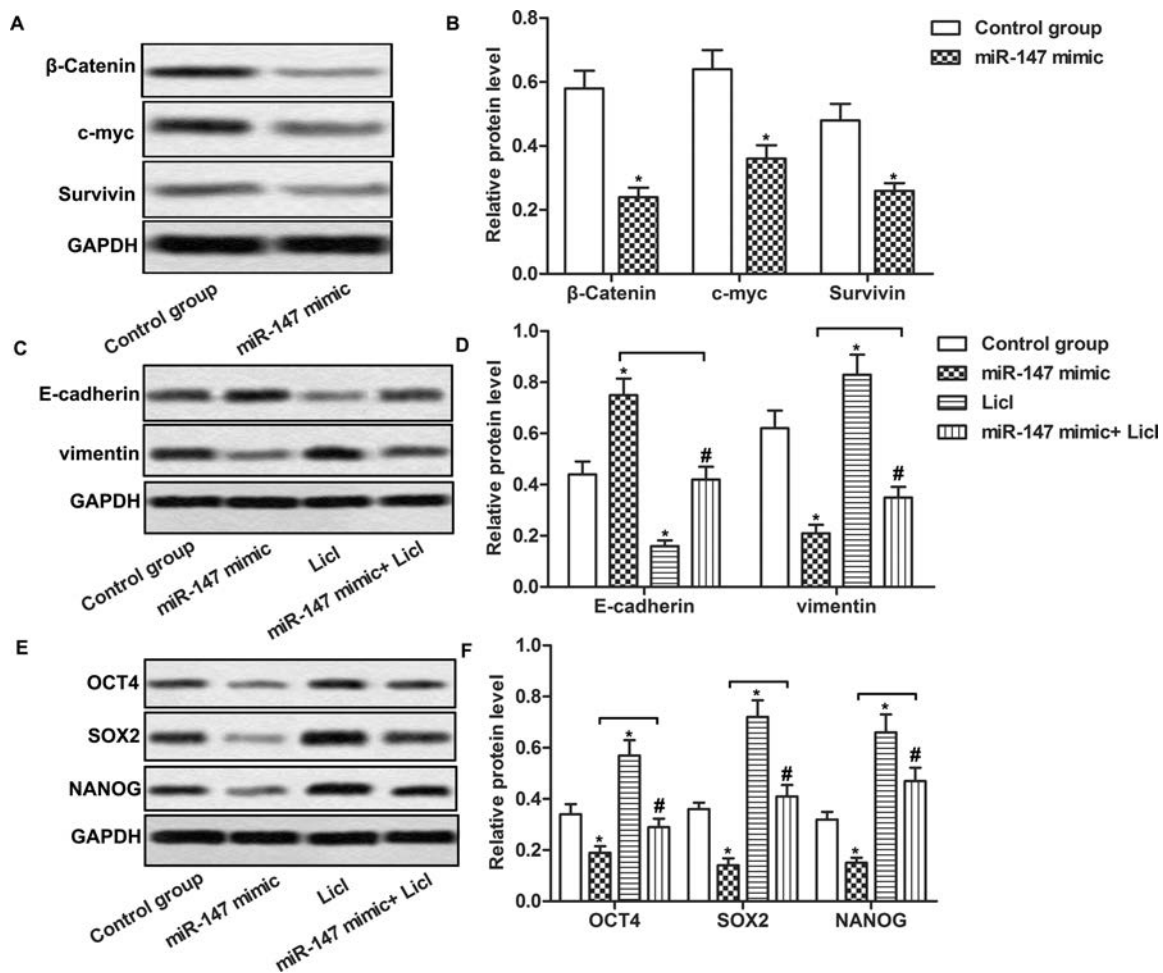 A
β-Catenin
c-myc
Survivin
GAPDH
Control group
miR-147 mimic
B
Relative protein level
0.8
0.6
0.4
0.2
0.0
*
*
*
β-Catenin
c-myc
Survivin
Control group
miR-147 mimic
C
E-cadherin
vimentin
GAPDH
Control group
miR-147 mimic
Licl
miR-147 mimic+ Licl
D
Relative protein level
1.0
0.8
0.6
0.4
0.2
0.0
*
*
#
*
*
#
E-cadherin
vimentin
Control group
miR-147 mimic
Licl
miR-147 mimic+ Licl
E
OCT4
SOX2
NANOG
GAPDH
Control group
miR-147 mimic
Licl
miR-147 mimic+ Licl
F
Relative protein level
1.0
0.8
0.6
0.4
0.2
0.0
*
*
#
*
*
#
*
*
#
OCT4
SOX2
NANOG